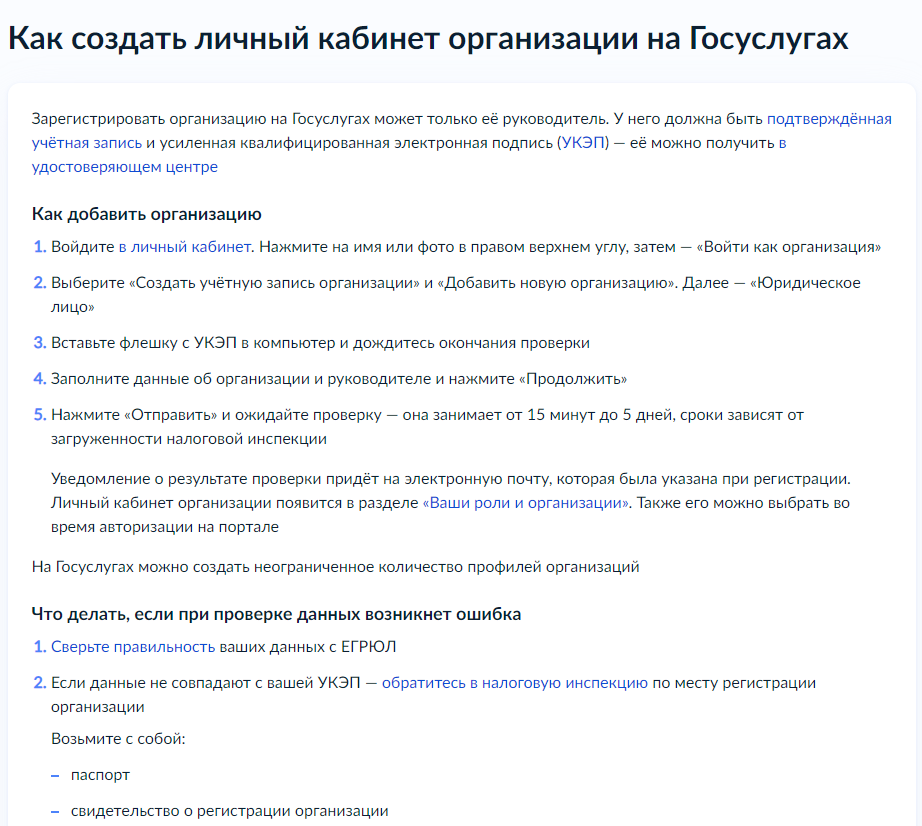 Как создать личный кабинет организации на Госуслугах
Зарегистрировать организацию на Госуслугах может только её руководитель. У него должна быть подтверждённая
учётная запись и усиленная квалифицированная электронная подпись (УКЭП) — её можно получить в
удостоверяющем центре
Как добавить организацию
1. Войдите в личный кабинет. Нажмите на имя или фото в правом верхнем углу, затем — «Войти как организация»
2. Выберите «Создать учётную запись организации» и «Добавить новую организацию». Далее — «Юридическое
лицо»
3. Вставьте флешку с УКЭП в компьютер и дождитесь окончания проверки
4. Заполните данные об организации и руководителе и нажмите «Продолжить»
5. Нажмите «Отправить» и ожидайте проверку — она занимает от 15 минут до 5 дней, сроки зависят от
загруженности налоговой инспекции
Уведомление о результате проверки придёт на электронную почту, которая была указана при регистрации.
Личный кабинет организации появится в разделе «Ваши роли и организации». Также его можно выбрать во
время авторизации на портале
На Госуслугах можно создать неограниченное количество профилей организаций
Что делать, если при проверке данных возникнет ошибка
1. Сверьте правильность ваших данных с ЕГРЮЛ
2. Если данные не совпадают с вашей УКЭП — обратитесь в налоговую инспекцию по месту регистрации
организации
Возьмите с собой:
– паспорт
– свидетельство о регистрации организации